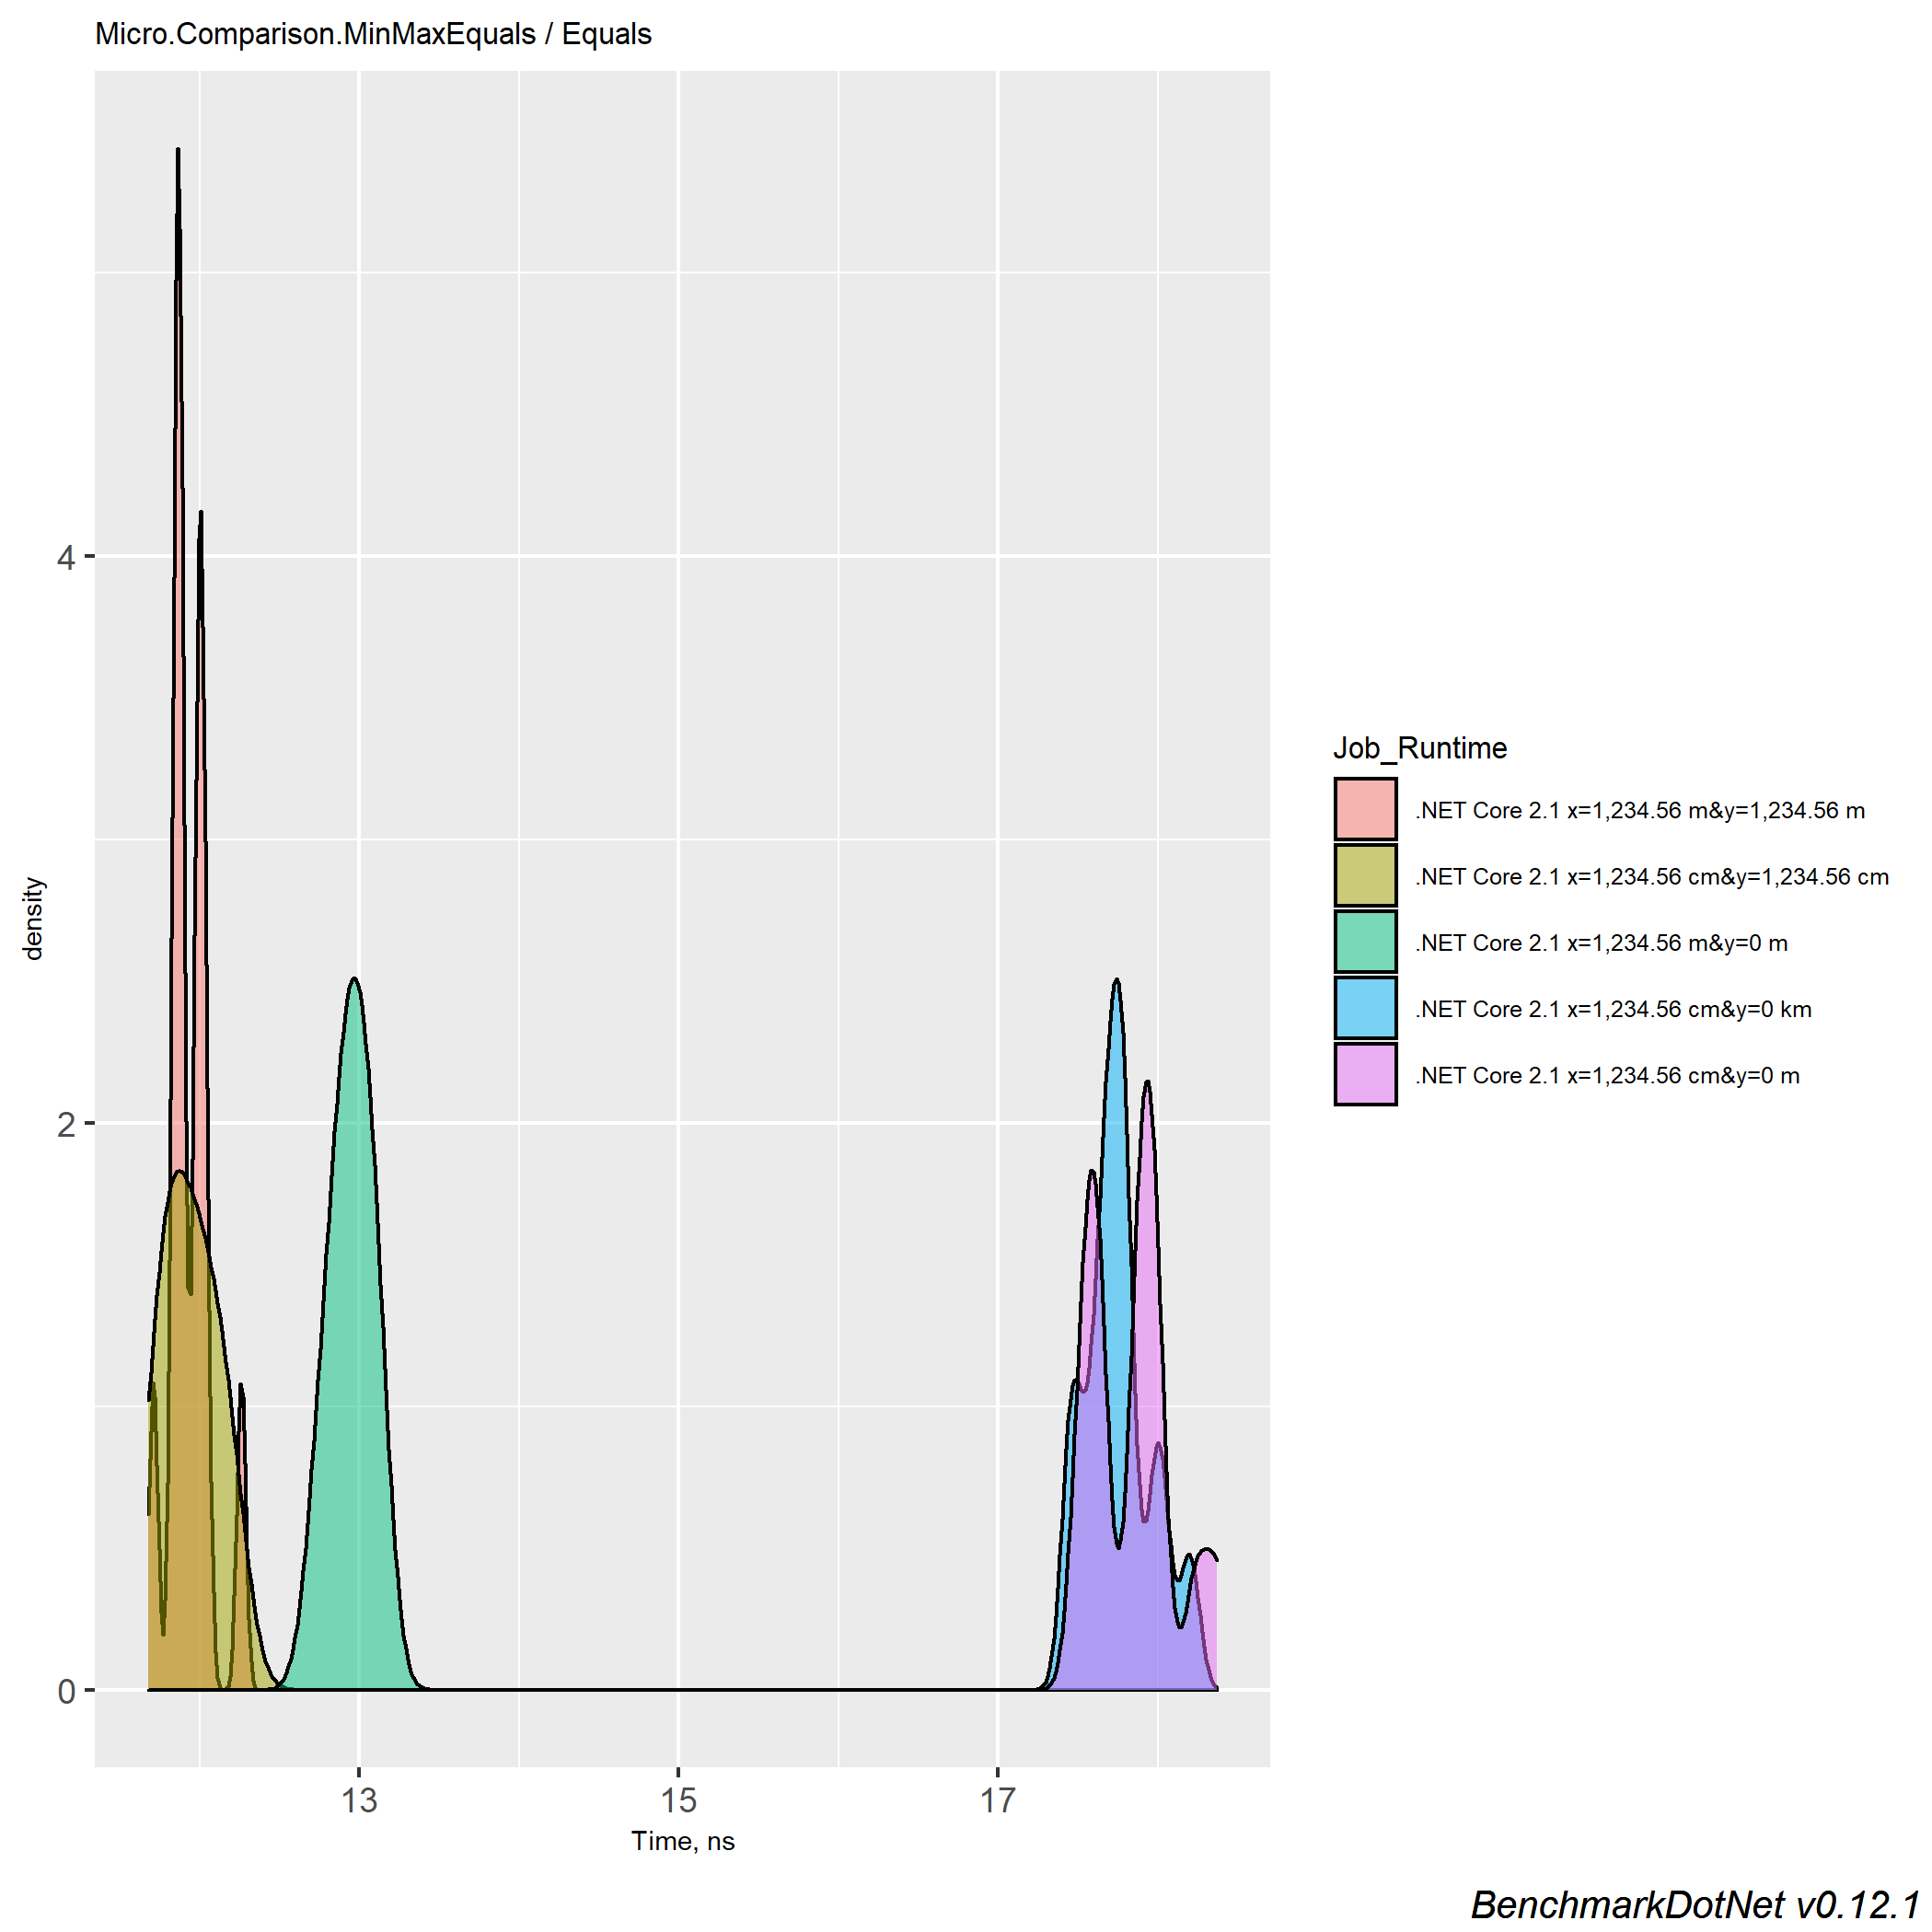 Micro.Comparison.MinMaxEquals / Equals
density
4
2
0
13 15 17
Time, ns
Job_Runtime
.NET Core 2.1 x=1,234.56 m&y=1,234.56 m
.NET Core 2.1 x=1,234.56 cm&y=1,234.56 cm
.NET Core 2.1 x=1,234.56 m&y=0 m
.NET Core 2.1 x=1,234.56 cm&y=0 km
.NET Core 2.1 x=1,234.56 cm&y=0 m
BenchmarkDotNet v0.12.1